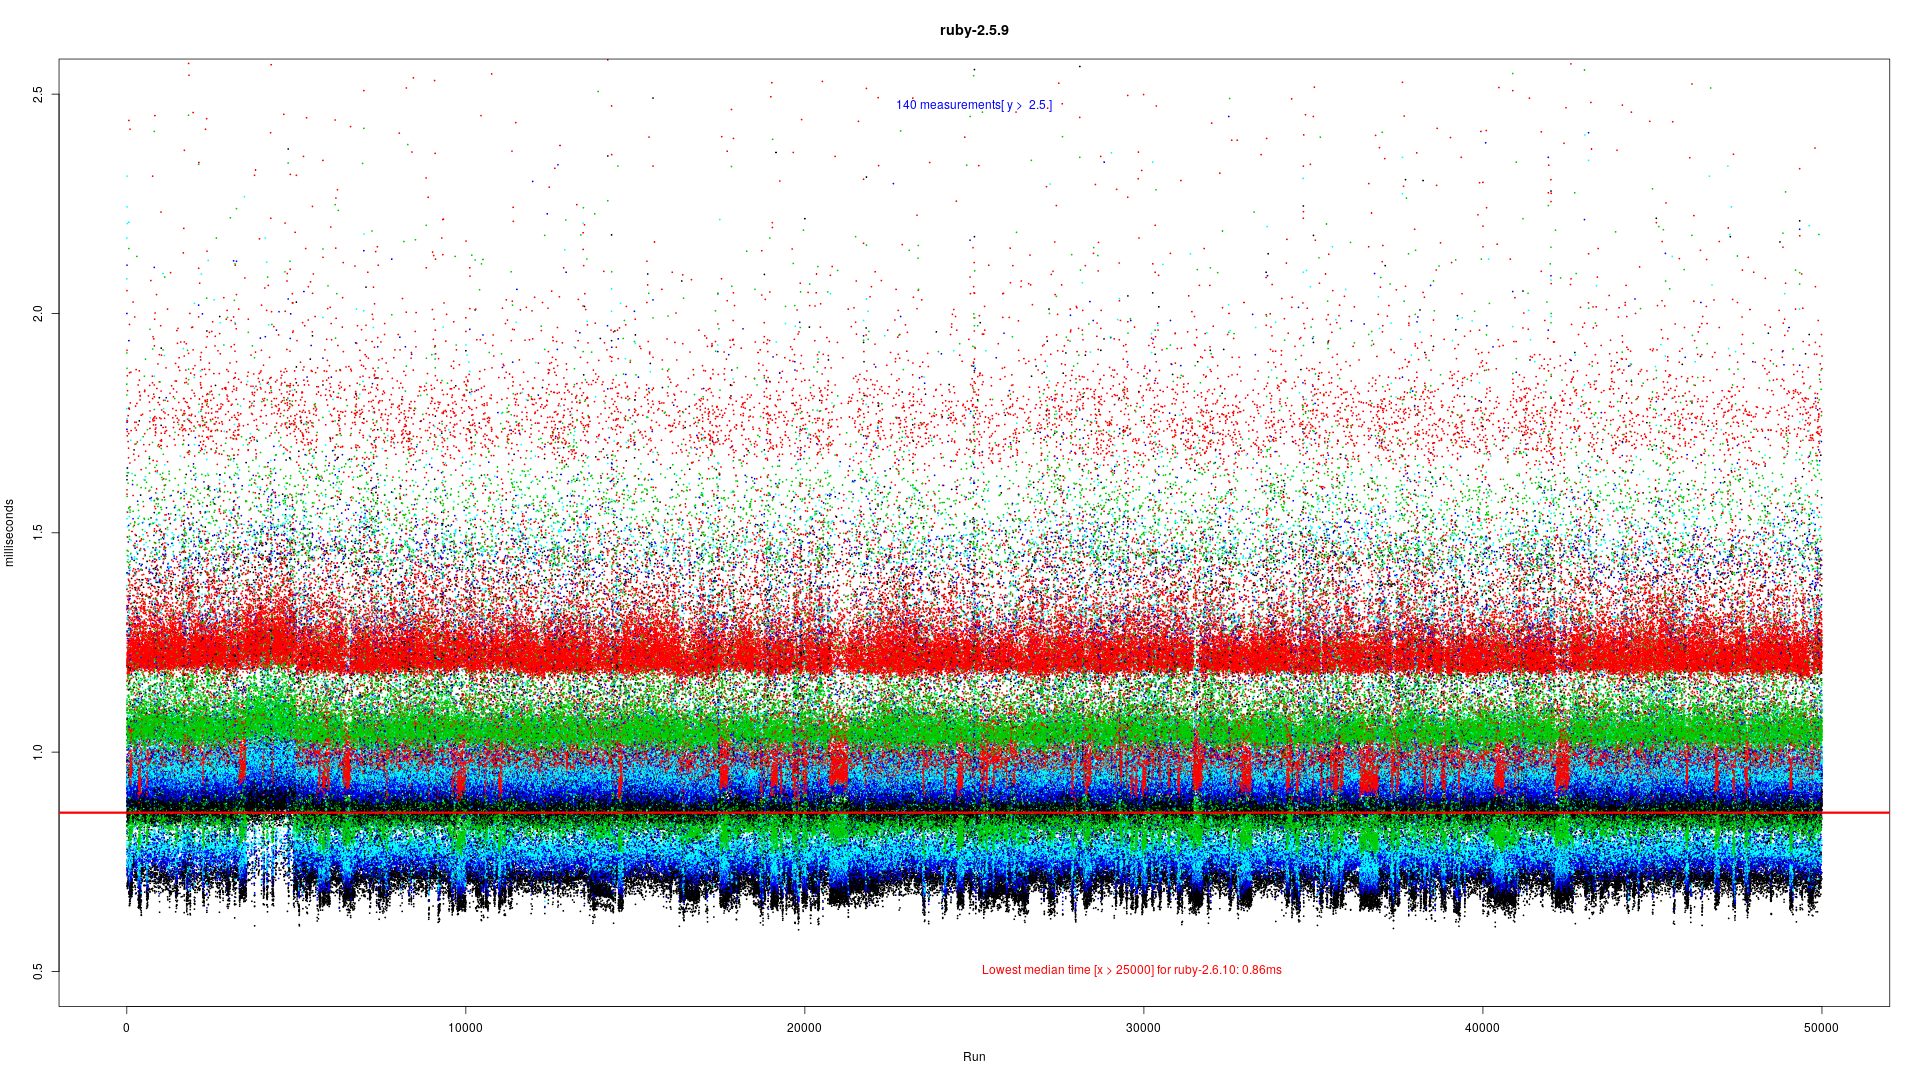 ruby-2.5.9
140 measurements[ y > 2.5.]
2.5
2.0
1.5
1.0
0.5
milliseconds
Lowest median time [x > 25000] for ruby-2.6.10: 0.86ms
0
10000
20000
30000
40000
50000
Run